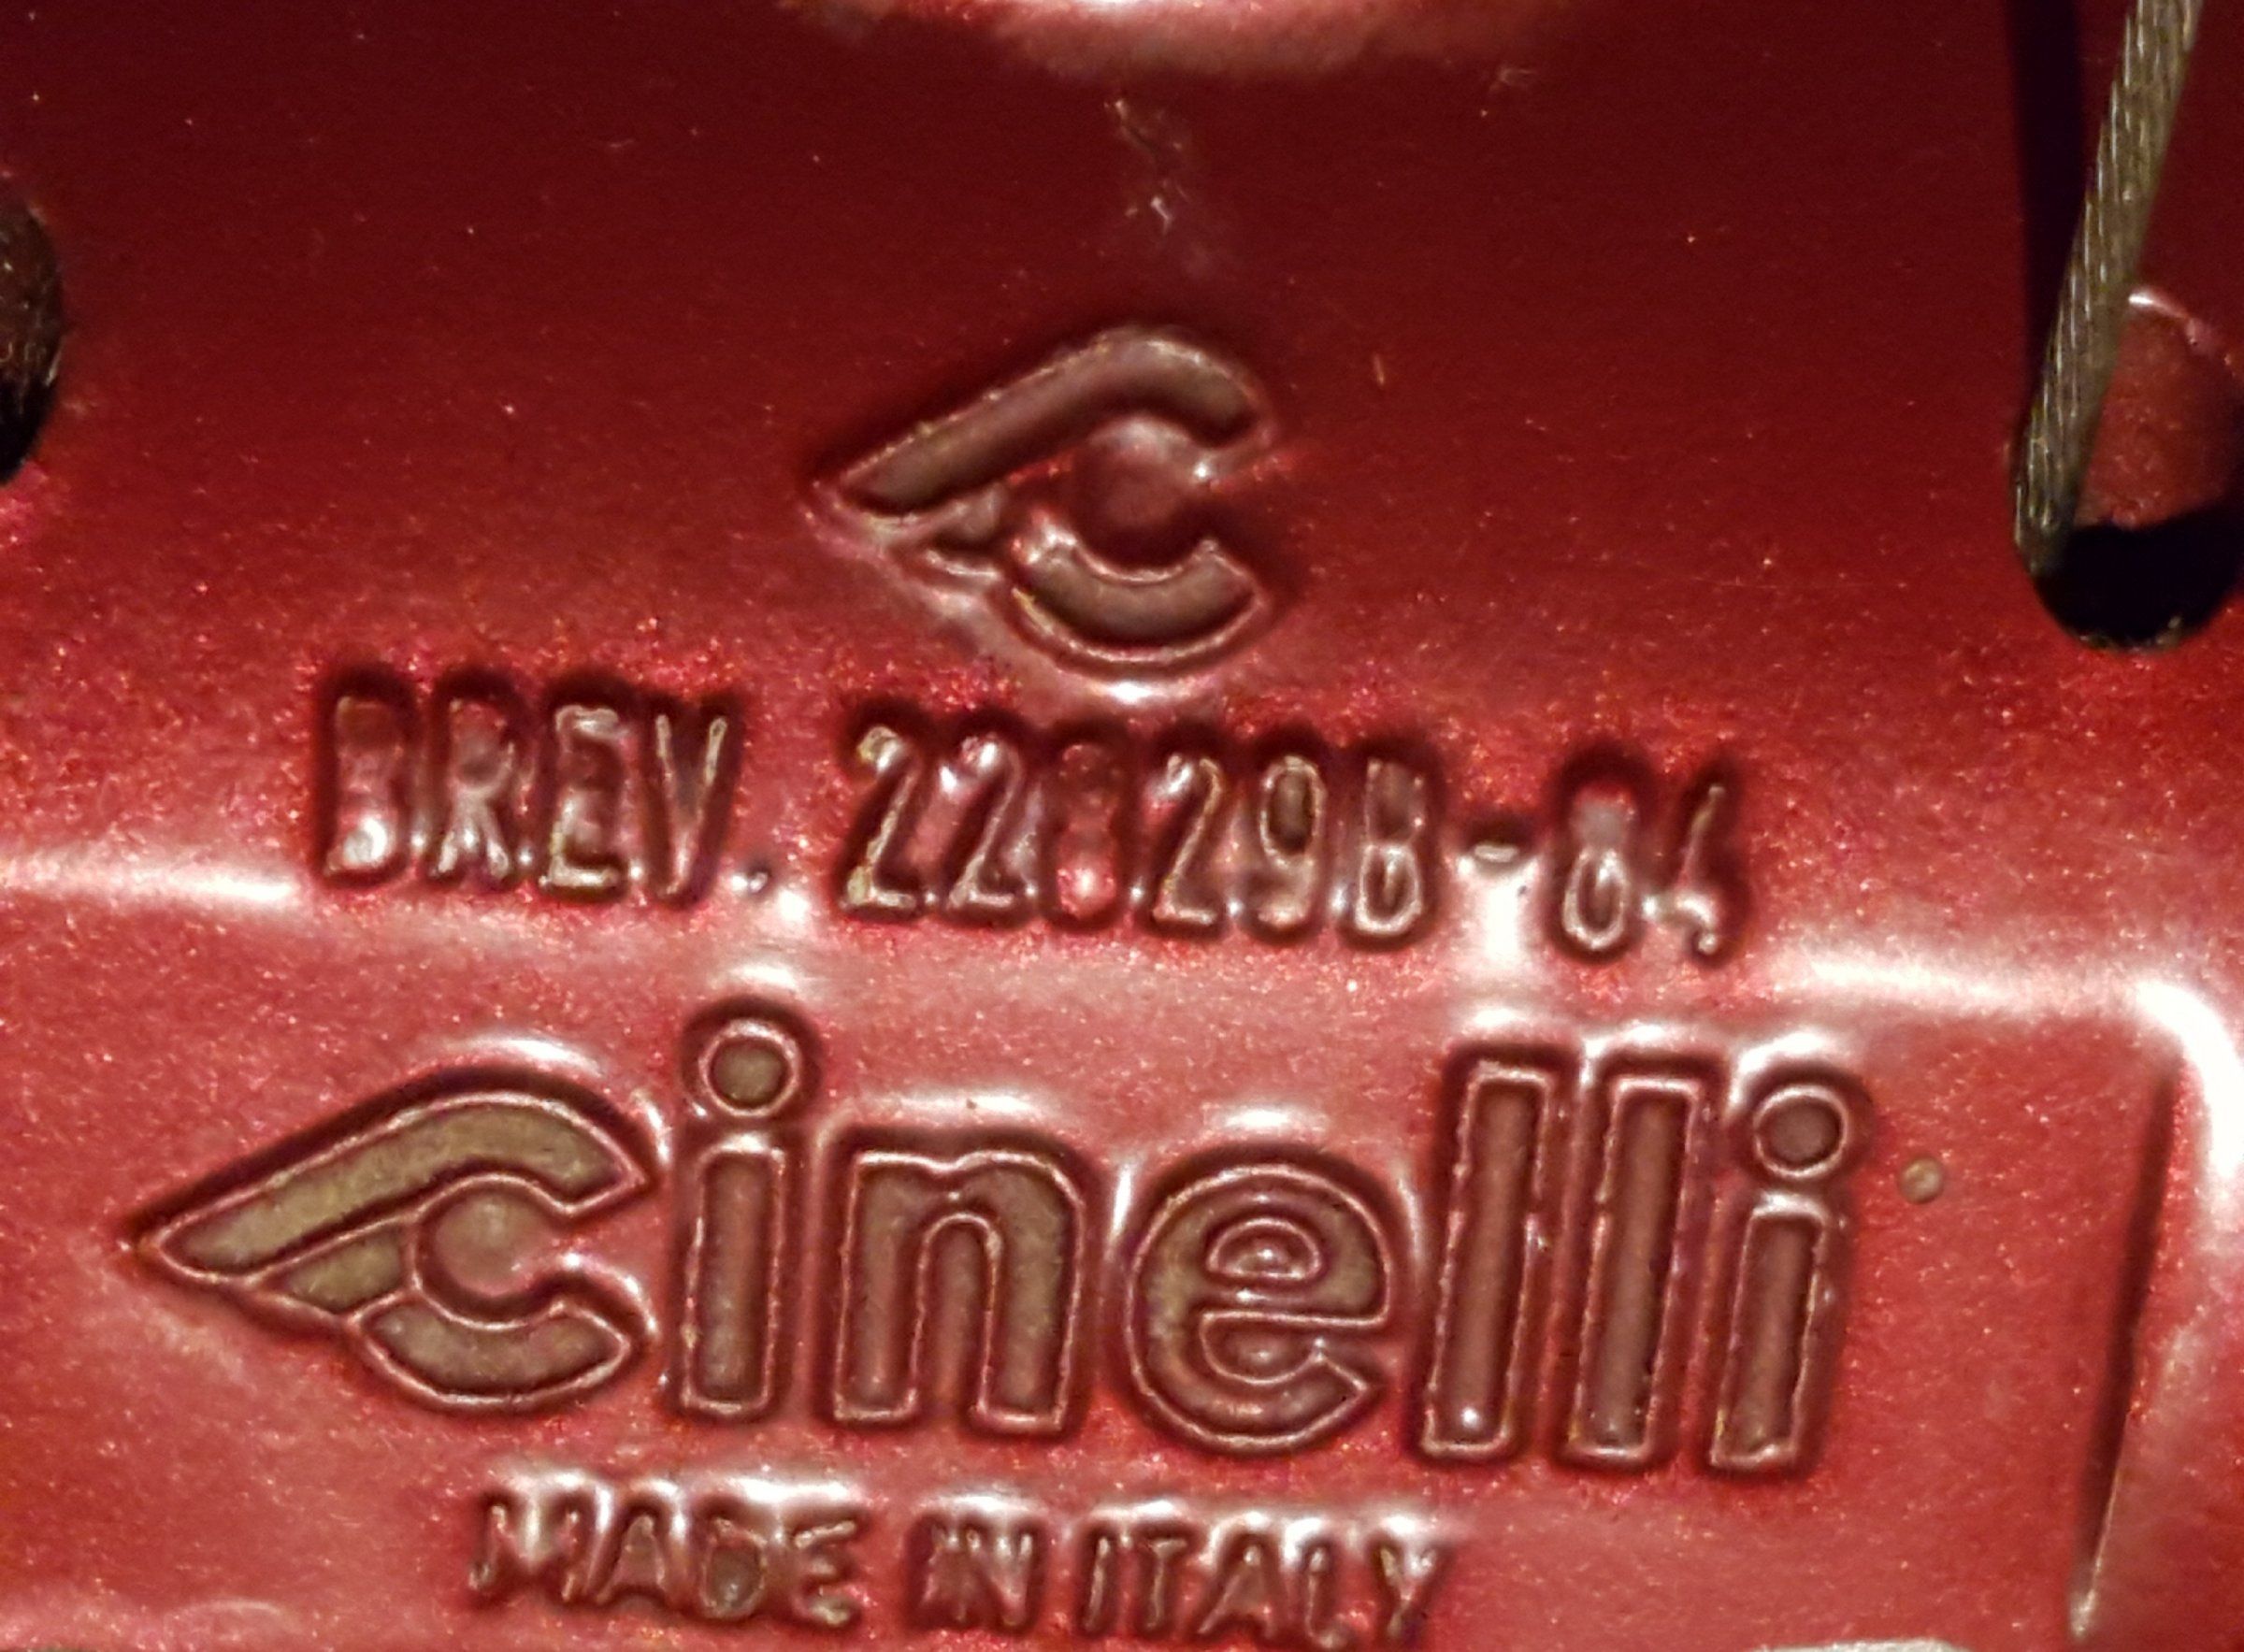 BREV.
cinelli
MADE IN ITALY